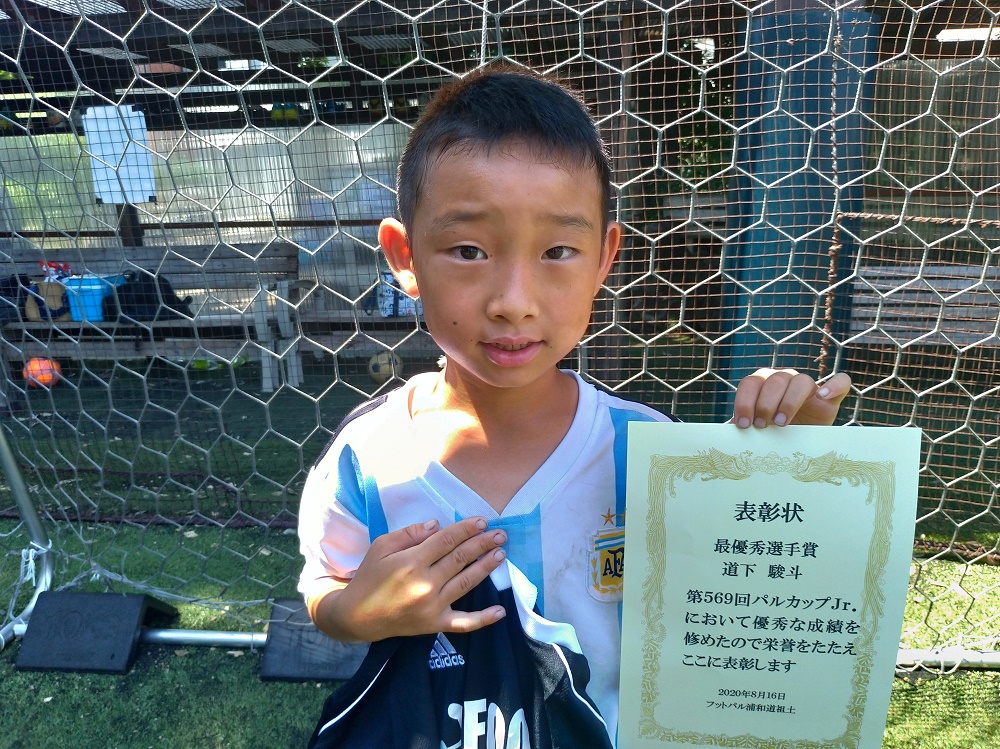 表彰状
最優秀選手賞
道下 駿斗
第569回パルカップJr.
において優秀な成績を
修めたので栄誉をたたえ
ここに表彰します
2020年8月16日
フットパル浦和道祖土
AFA
adidas